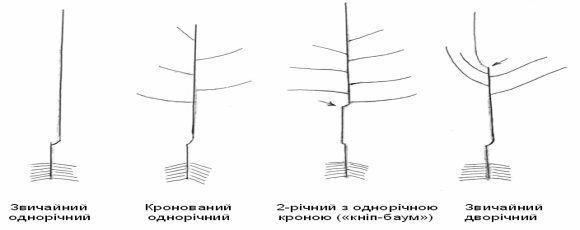 Звичайний
однорічний
Кронований
однорічний
2-річний з однорічною
кроною («кніп-баум»)
Звичайний
дворічний